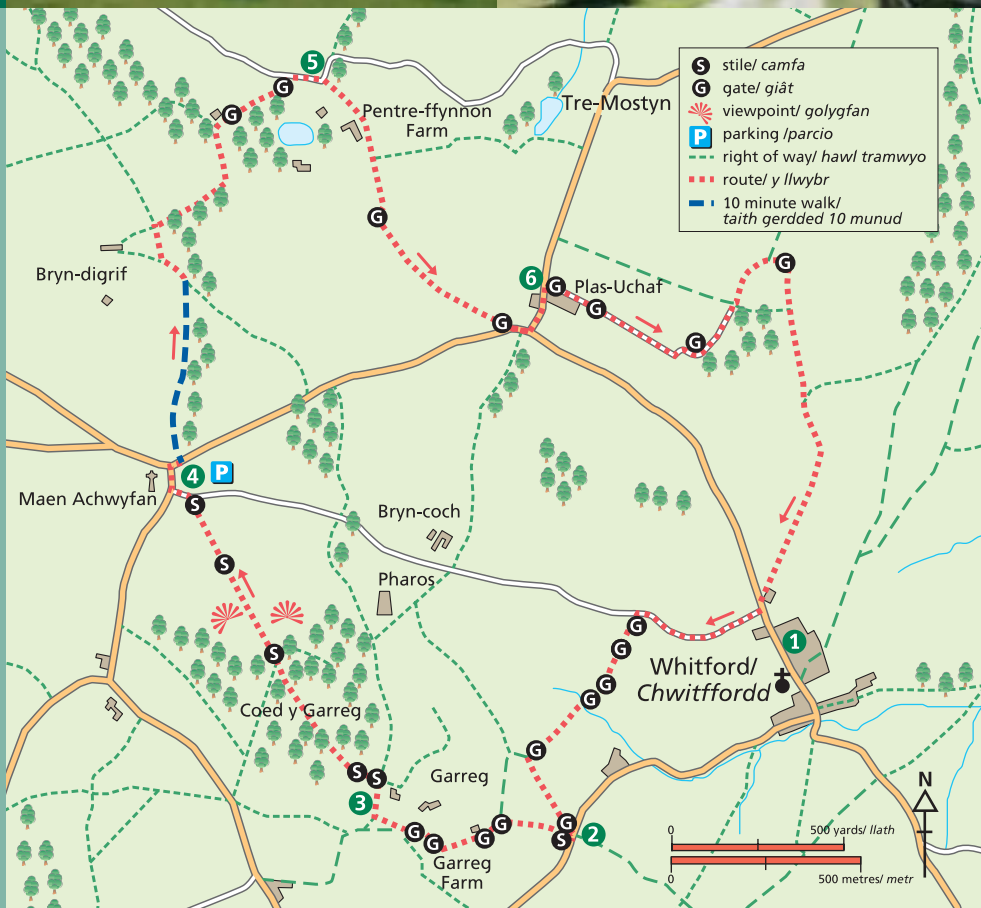 S stile/ camfa
G gate/ giât
viewpoint/ golygfan
P parking /parcio
right of way/ hawl tramwyo
route/ y llwybr
10 minute walk/
taith gerdded 10 munud
5
G
G
Pentre-ffynnon
Farm
Tre-Mostyn
G
Bryn-digrif
6
G
Plas-Uchaf
G
G
G
G
4
P
Maen Achwyfan
S
Bryn-coch
S
Pharos
G
G
1
Whitford/
Chwitffordd
S
G
G
Coed y Garreg
G
S
S
Garreg
3
G
G
G
G
G
S
2
Garreg
Farm
N
0
500 yards/ llath
0
500 metres/ metr